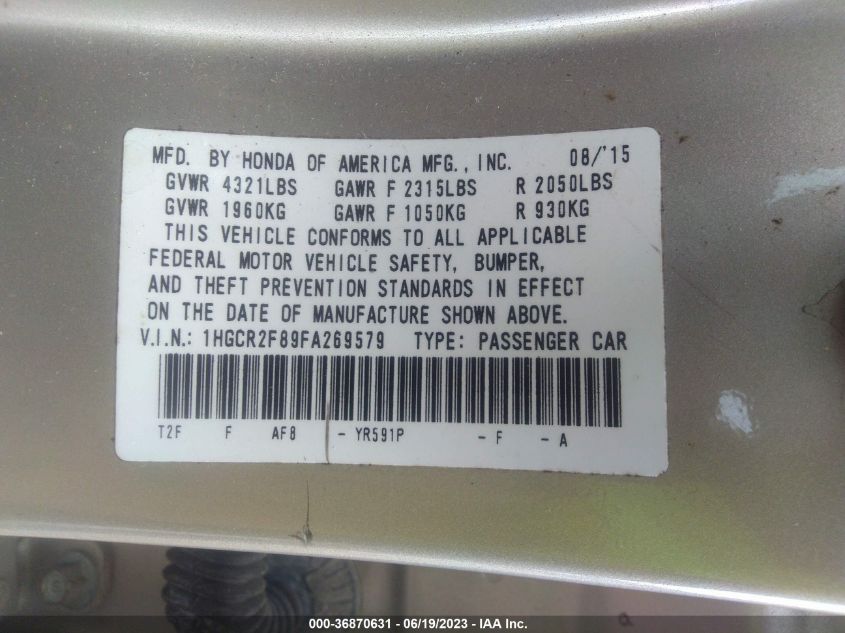 MFD. BY HONDA OF AMERICA MFG., INC. 08/'15
GVWR 4321LBS GAWR F 2315LBS R 2050LBS
GVWR 1960KG GAWR F 1050KG R 930KG
THIS VEHICLE CONFORMS TO ALL APPLICABLE
FEDERAL MOTOR VEHICLE SAFETY, BUMPER,
AND THEFT PREVENTION STANDARDS IN EFFECT
ON THE DATE OF MANUFACTURE SHOWN ABOVE.
V.I.N.: 1HGCR2F89FA269579 TYPE: PASSENGER CAR
T2F F AF8 - YR591P - F - A
000-36870631 - 06/19/2023 - IAA Inc.